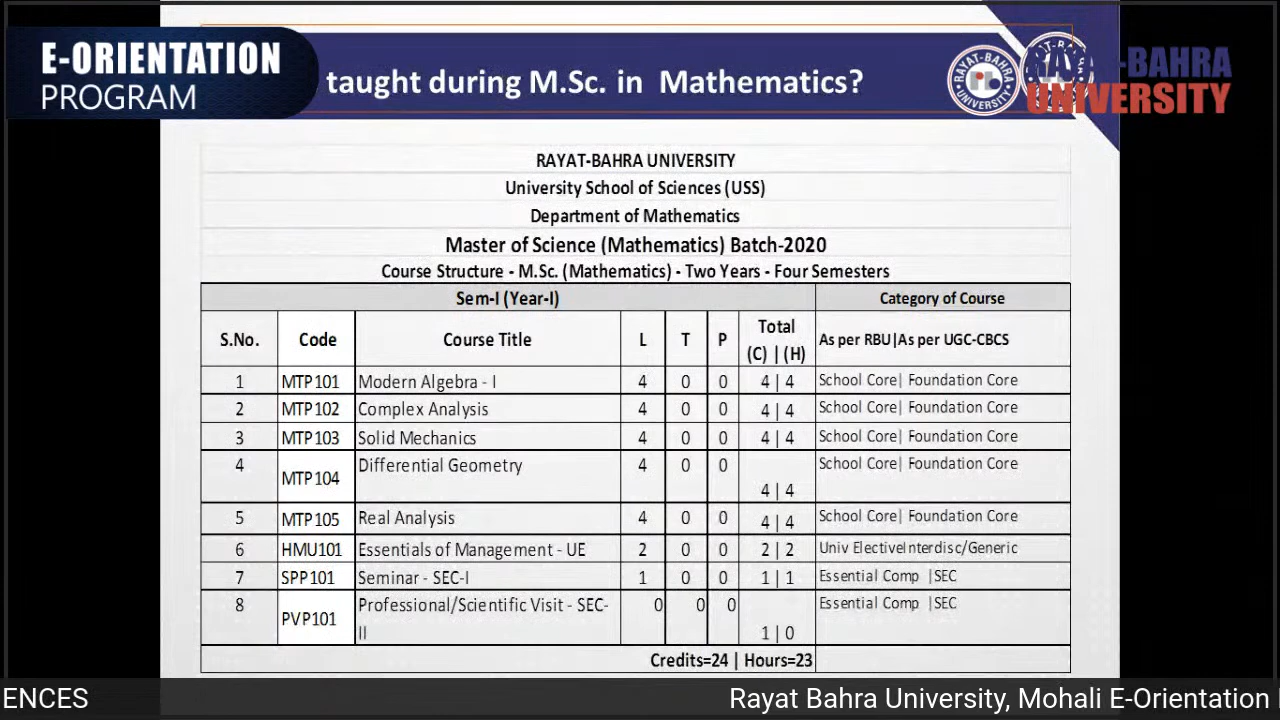 E-ORIENTATION
PROGRAM
taught during M.Sc. in Mathematics?
RAYAT-BAHRA
UNIVERSITY
RAYAT-BAHRA UNIVERSITY
RAYAT-BAHRA UNIVERSITY
University School of Sciences (USS)
Department of Mathematics
Master of Science (Mathematics) Batch-2020
Course Structure - M.Sc. (Mathematics) - Two Years - Four Semesters
Sem-I (Year-I) Category of Course
S.No. Code Course Title L T P Total (C) | (H) As per RBU|As per UGC-CBCS
1 MTP101 Modern Algebra - I 4 0 0 4 | 4 School Core| Foundation Core
2 MTP102 Complex Analysis 4 0 0 4 | 4 School Core| Foundation Core
3 MTP103 Solid Mechanics 4 0 0 4 | 4 School Core| Foundation Core
4 MTP104 Differential Geometry 4 0 0 4 | 4 School Core| Foundation Core
5 MTP105 Real Analysis 4 0 0 4 | 4 School Core| Foundation Core
6 HMU101 Essentials of Management - UE 2 0 0 2 | 2 Univ ElectiveInterdisc/Generic
7 SPP101 Seminar - SEC-I 1 0 0 1 | 1 Essential Comp |SEC
8 PVP101 Professional/Scientific Visit - SEC-II 0 0 0 1 | 0 Essential Comp |SEC
Credits=24 | Hours=23
ENCES Rayat Bahra University, Mohali E-Orientation